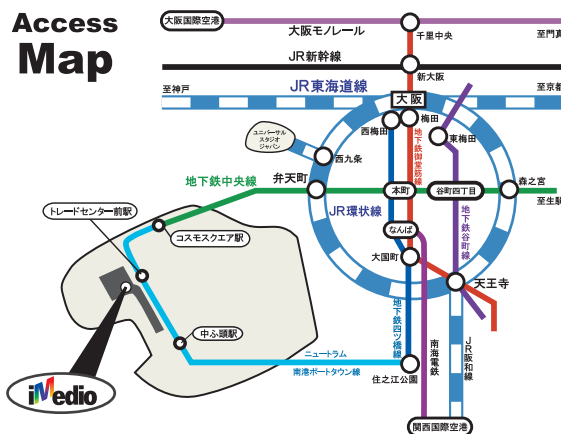 Access
Map
大阪国際空港
大阪モノレール
千里中央
至門真
JR新幹線
新大阪
至神戸
JR東海道線
至京都
大阪
西梅田
梅田
東梅田
ユニバーサル
スタジオ
ジャパン
西九条
地下鉄御堂筋線
地下鉄中央線
弁天町
本町
谷町四丁目
森之宮
至生駒
トレードセンター前駅
コスモスクエア駅
JR環状線
なんば
地下鉄谷町線
大国町
天王寺
中ふ頭駅
地下鉄四ツ橋線
ニュートラム
南港ポートタウン線
住之江公園
南海電鉄
JR阪和線
iMedio
関西国際空港